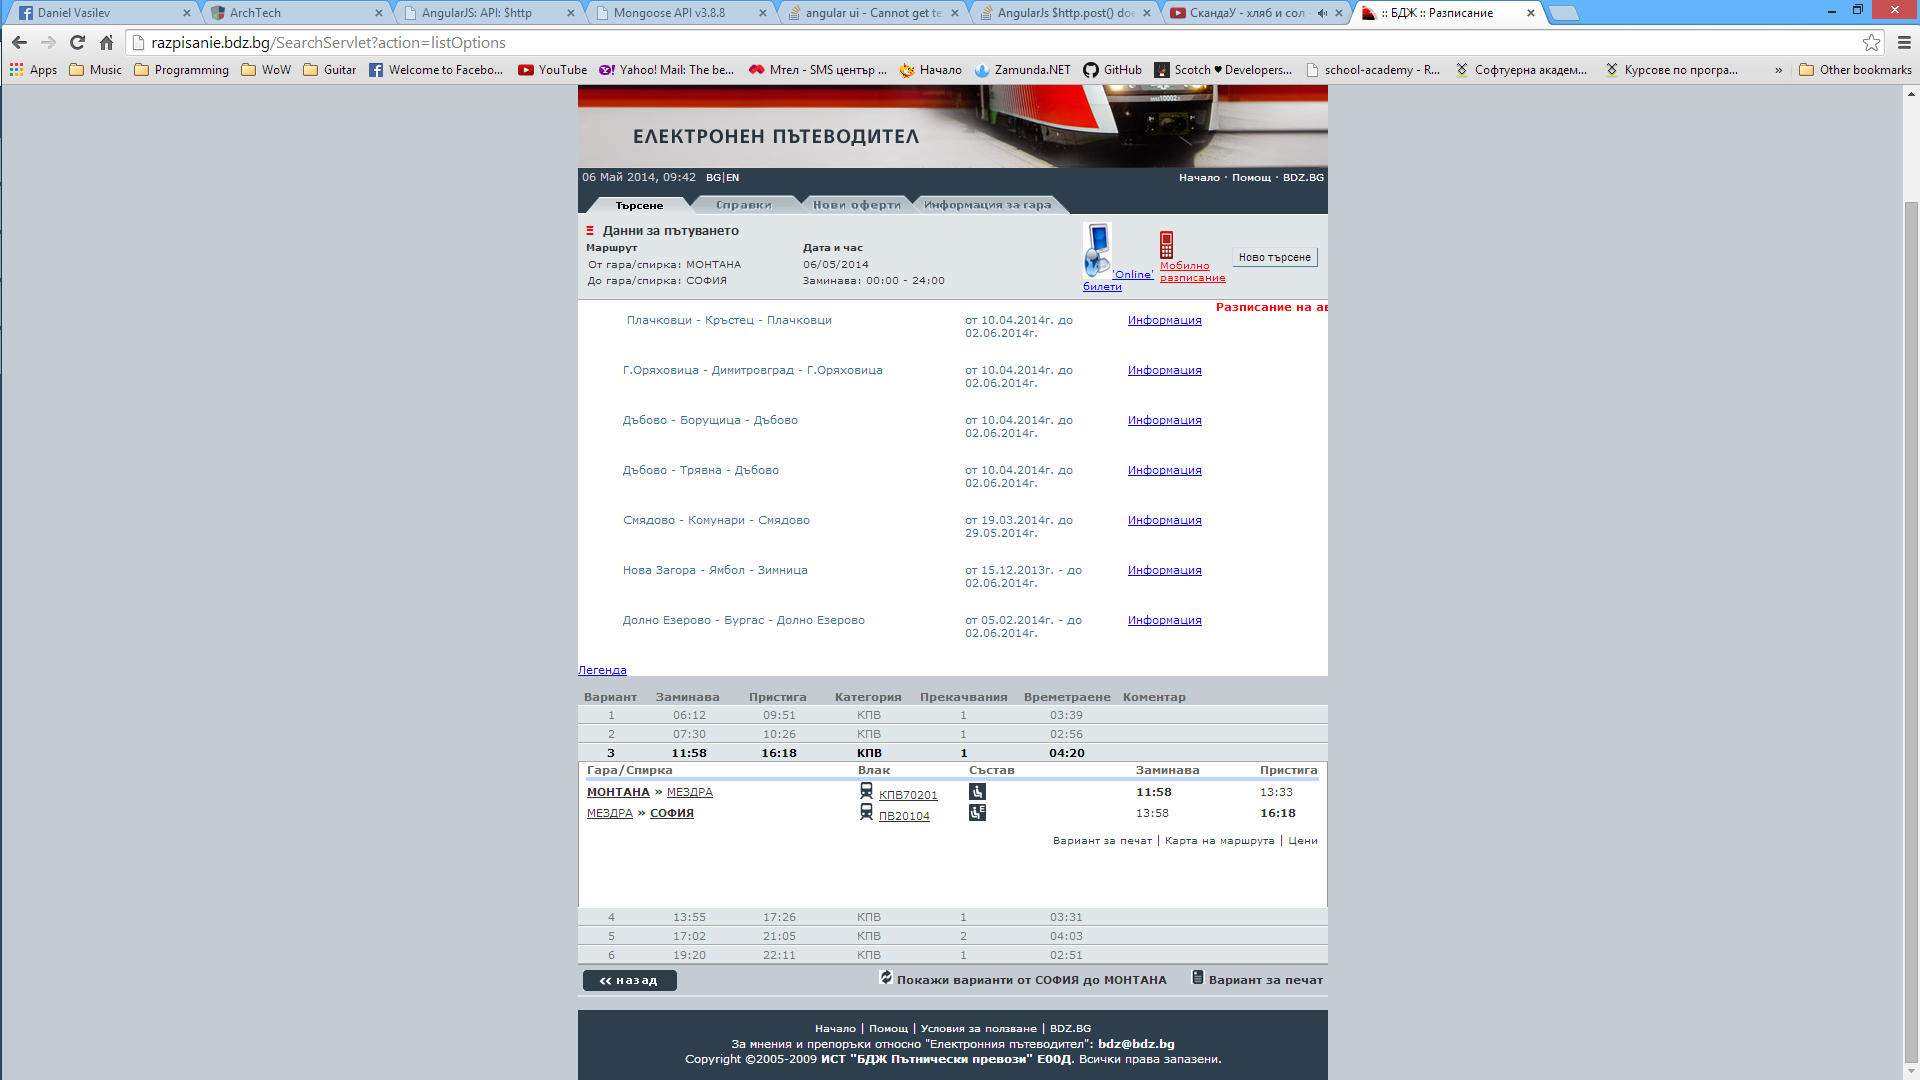 Daniel Vasilev
ArchTech
AngularJS: API: $http
Mongoose API v3.8.8
angular ui - Cannot get te
AngularJs $http.post() doe
СкандаУ - хляб и сол -
:: БДЖ :: Разписание
razpisanie.bdz.bg/SearchServlet?action=listOptions
Apps Music Programming WoW Guitar Welcome to Facebo... YouTube Yahoo! Mail: The be... Мтел - SMS център ... Начало Zamunda.NET GitHub Scotch ♥ Developers... school-academy - R... Софтуерна академ... Курсове по програ... » Other bookmarks
ЕЛЕКТРОНЕН ПЪТЕВОДИТЕЛ
06 Май 2014, 09:42 BG|EN Начало · Помощ · BDZ.BG
Търсене Справки Нови оферти Информация за гара
Данни за пътуването
Маршрут Дата и час
От гара/спирка: МОНТАНА 06/05/2014
До гара/спирка: СОФИЯ Заминава: 00:00 - 24:00
'Online' билети
Мобилно разписание
Ново търсене
Разписание на ав
Плачковци - Кръстец - Плачковци от 10.04.2014г. до 02.06.2014г. Информация
Г.Оряховица - Димитровград - Г.Оряховица от 10.04.2014г. до 02.06.2014г. Информация
Дъбово - Борущица - Дъбово от 10.04.2014г. до 02.06.2014г. Информация
Дъбово - Трявна - Дъбово от 10.04.2014г. до 02.06.2014г. Информация
Смядово - Комунари - Смядово от 19.03.2014г. до 29.05.2014г. Информация
Нова Загора - Ямбол - Зимница от 15.12.2013г. - до 02.06.2014г. Информация
Долно Езерово - Бургас - Долно Езерово от 05.02.2014г. - до 02.06.2014г. Информация
Легенда
Вариант Заминава Пристига Категория Прекачвания Времетраене Коментар
1 06:12 09:51 КПВ 1 03:39
2 07:30 10:26 КПВ 1 02:56
3 11:58 16:18 КПВ 1 04:20
Гара/Спирка Влак Състав Заминава Пристига
МОНТАНА » МЕЗДРА КПВ70201 11:58 13:33
МЕЗДРА » СОФИЯ ПВ20104 13:58 16:18
Вариант за печат | Карта на маршрута | Цени
4 13:55 17:26 КПВ 1 03:31
5 17:02 21:05 КПВ 2 04:03
6 19:20 22:11 КПВ 1 02:51
« назад Покажи варианти от СОФИЯ до МОНТАНА Вариант за печат
Начало | Помощ | Условия за ползване | BDZ.BG
За мнения и препоръки относно "Електронния пътеводител": bdz@bdz.bg
Copyright ©2005-2009 ИСТ "БДЖ Пътнически превози" ЕООД. Всички права запазени.